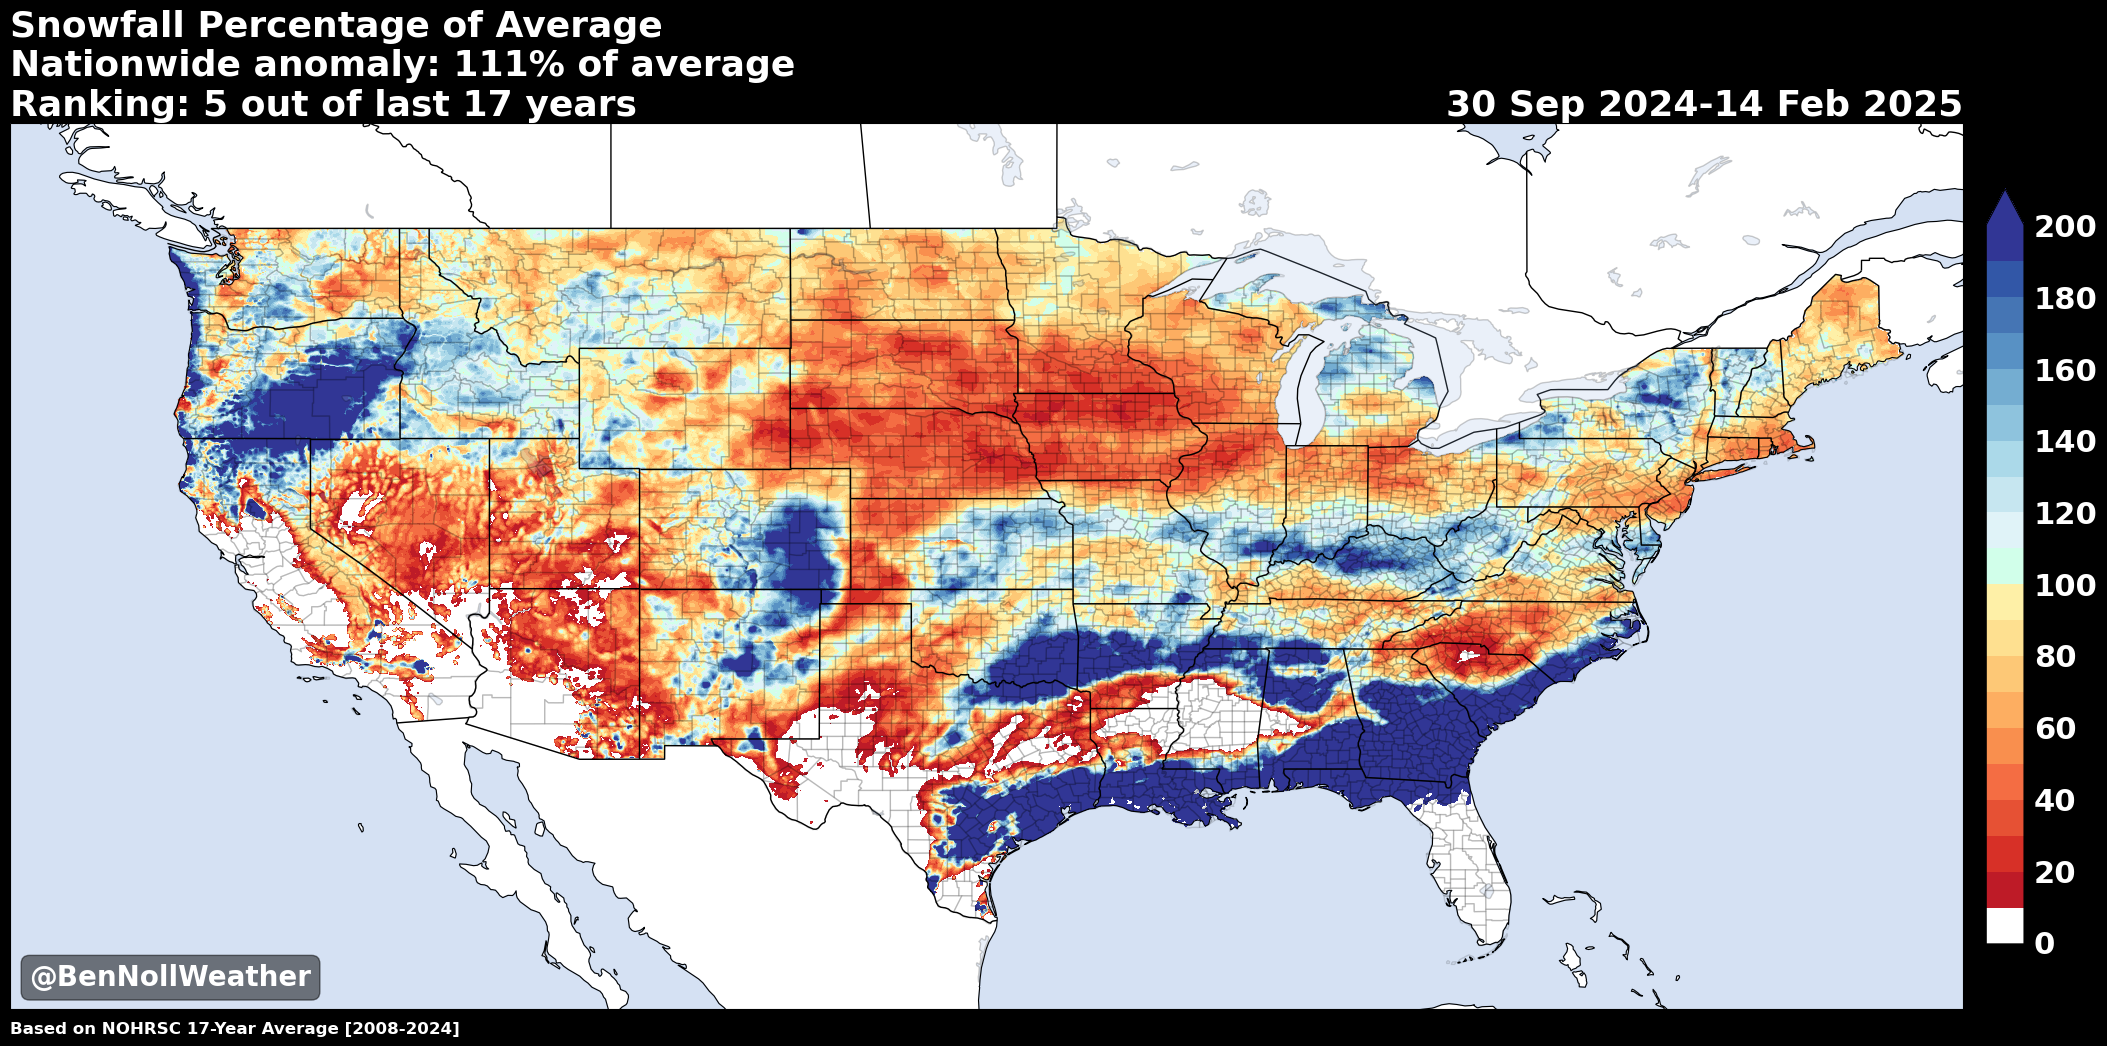 Snowfall Percentage of Average
Nationwide anomaly: 111% of average
Ranking: 5 out of last 17 years
30 Sep 2024-14 Feb 2025
200
180
160
140
120
100
80
60
40
20
0
@BenNollWeather
Based on NOHRSC 17-Year Average [2008-2024]